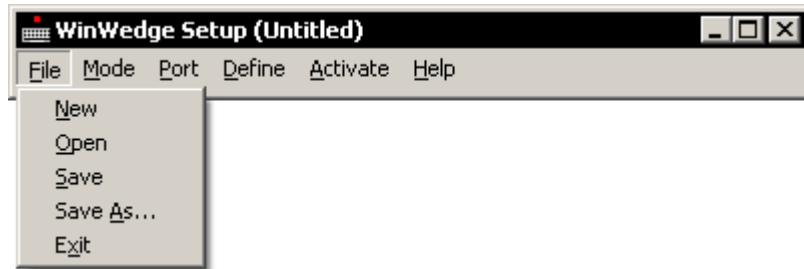 WinWedge Setup (Untitled)
File Mode Port Define Activate Help
New
Open
Save
Save As...
Exit